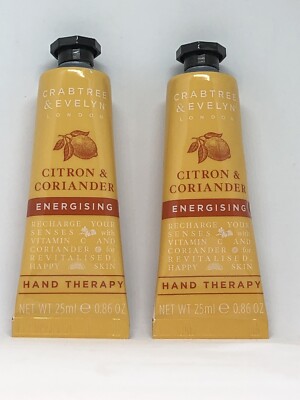 CRABTREE
& EVELYN
LONDON
CITRON &
CORIANDER
ENERGISING
RECHARGE YOUR
SENSES with
VITAMIN C AND
CORIANDER for
REVITALISED,
HAPPY SKIN
HAND THERAPY
NET WT 25ml e 0.86 OZ
CRABTREE
& EVELYN
LONDON
CITRON &
CORIANDER
ENERGISING
RECHARGE YOUR
SENSES with
VITAMIN C AND
CORIANDER for
REVITALISED,
HAPPY SKIN
HAND THERAPY
NET WT 25ml e 0.86 OZ